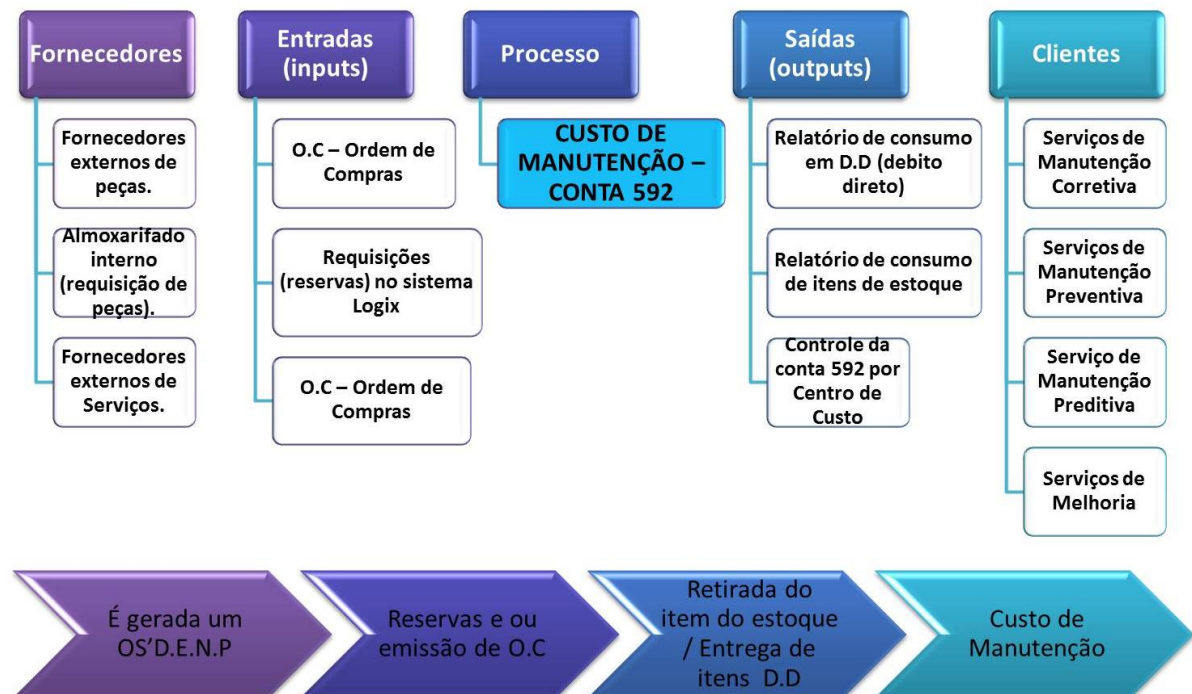 Fornecedores
Fornecedores
externos de
peças.
Almoxarifado
interno
(requisição de
peças).
Fornecedores
externos de
Serviços.
Entradas
(inputs)
O.C – Ordem de
Compras
Requisições
(reservas) no sistema
Logix
O.C – Ordem de
Compras
Processo
CUSTO DE
MANUTENÇÃO –
CONTA 592
Saídas
(outputs)
Relatório de consumo
em D.D (debito
direto)
Relatório de consumo
de itens de estoque
Controle da
conta 592 por
Centro de
Custo
Clientes
Serviços de
Manutenção
Corretiva
Serviços de
Manutenção
Preventiva
Serviço de
Manutenção
Preditiva
Serviços de
Melhoria
É gerada um
OS’D.E.N.P
Reservas e ou
emissão de O.C
Retirada do
item do estoque
/ Entrega de
itens D.D
Custo de
Manutenção